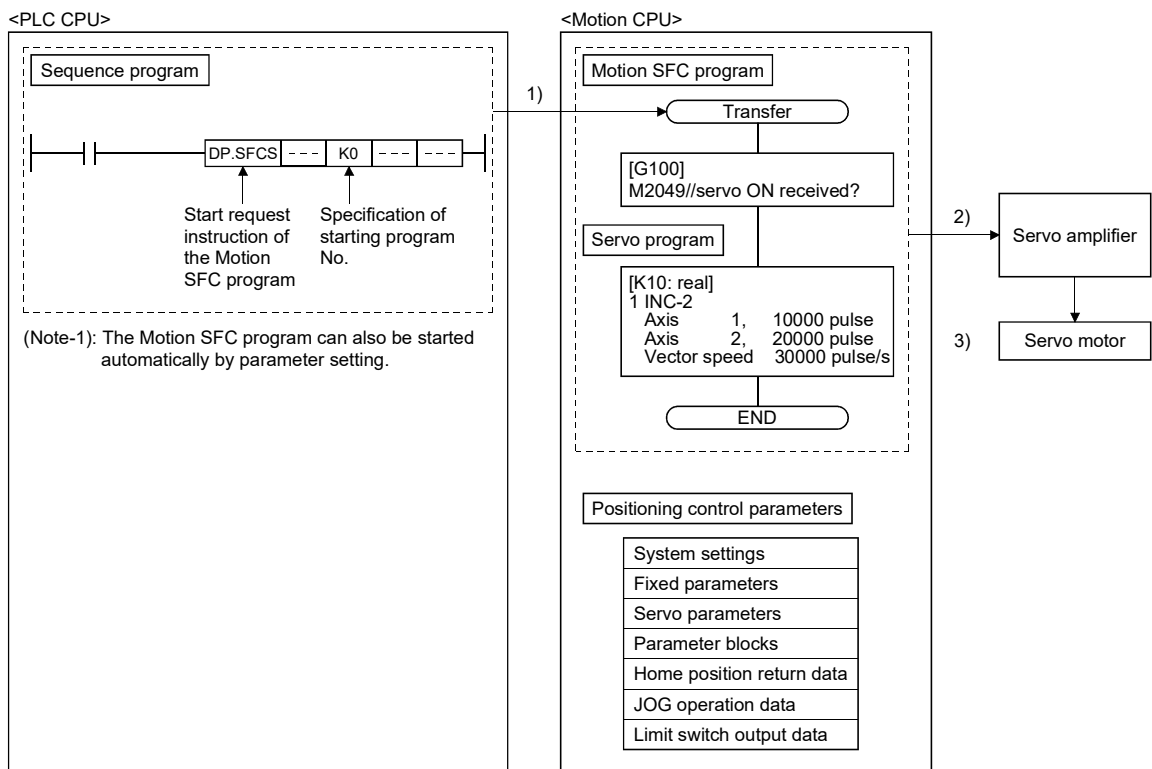 <PLC CPU>
Sequence program
DP.SFCS --- K0 --- ---
Start request
instruction of
the Motion
SFC program
Specification of
starting program
No.
(Note-1): The Motion SFC program can also be started
automatically by parameter setting.
1)
<Motion CPU>
Motion SFC program
Transfer
[G100]
M2049//servo ON received?
Servo program
[K10: real]
1 INC-2
Axis 1, 10000 pulse
Axis 2, 20000 pulse
Vector speed 30000 pulse/s
END
Positioning control parameters
System settings
Fixed parameters
Servo parameters
Parameter blocks
Home position return data
JOG operation data
Limit switch output data
2)
Servo amplifier
3)
Servo motor